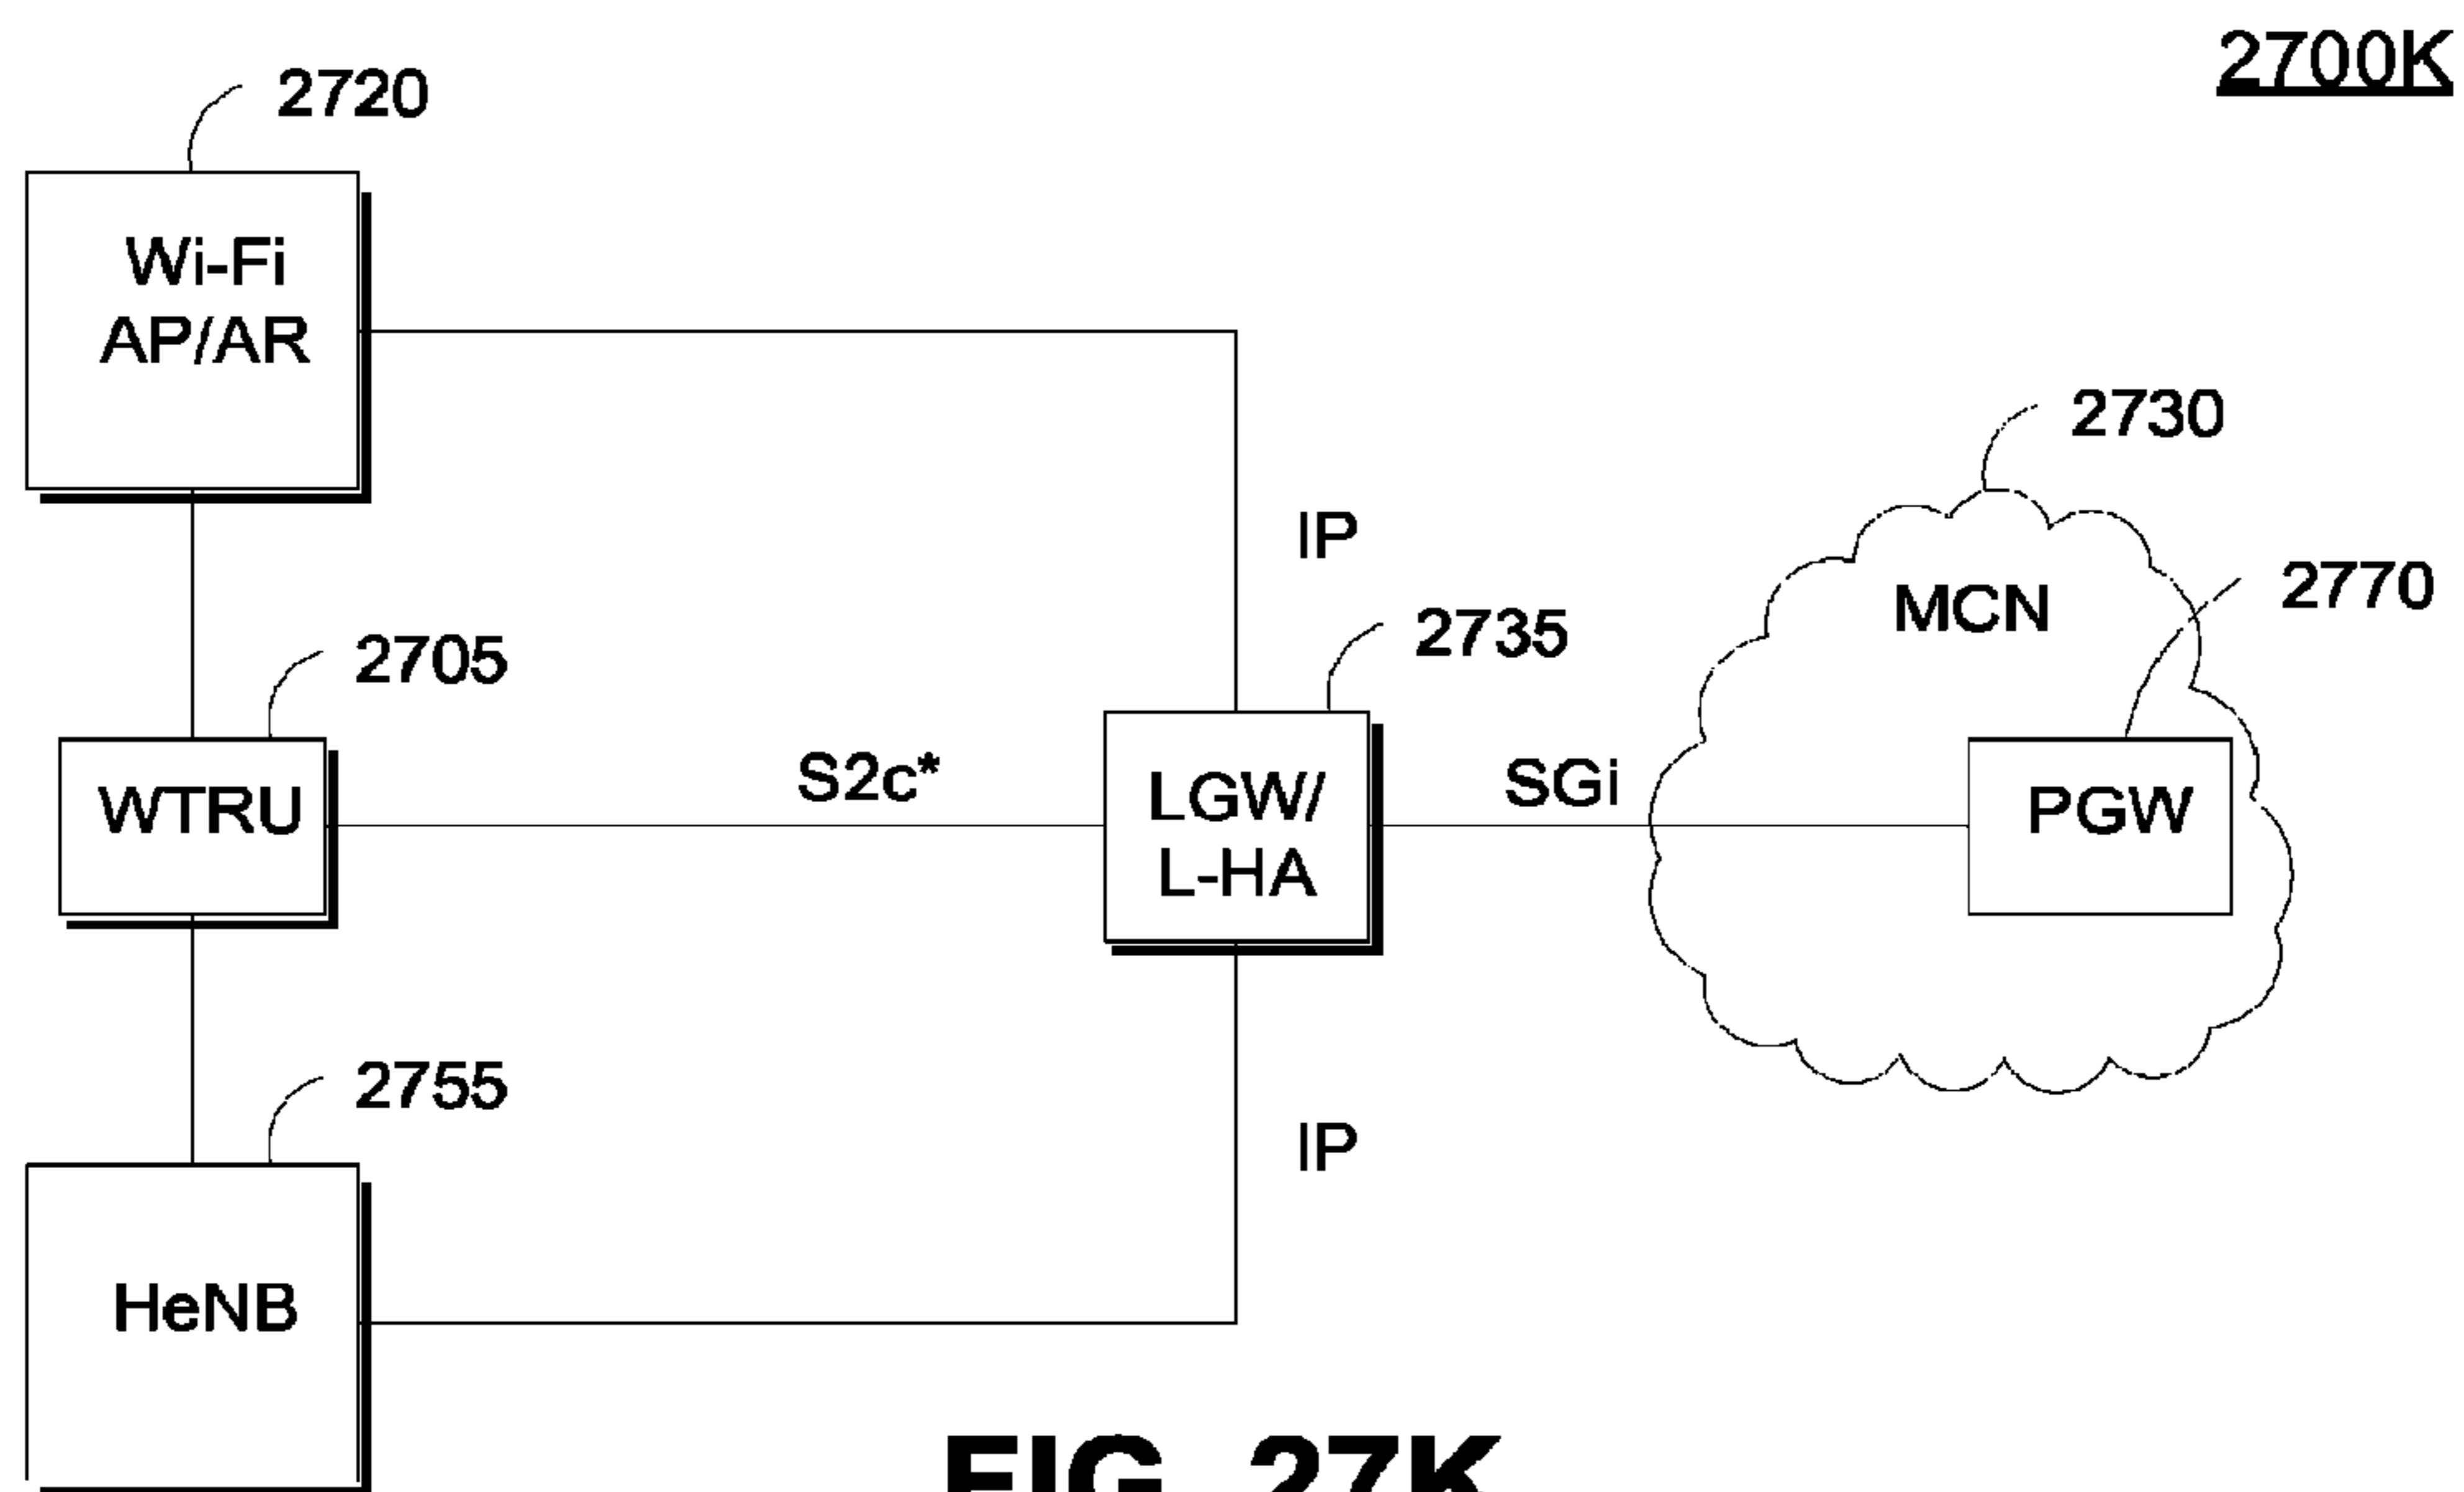 2700K
2720
Wi-Fi
AP/AR
2730
IP
MCN
2770
2735
2705
S2c*
LGW/
L-HA
SGi
PGW
WTRU
2755
IP
HeNB
FIG. 27K